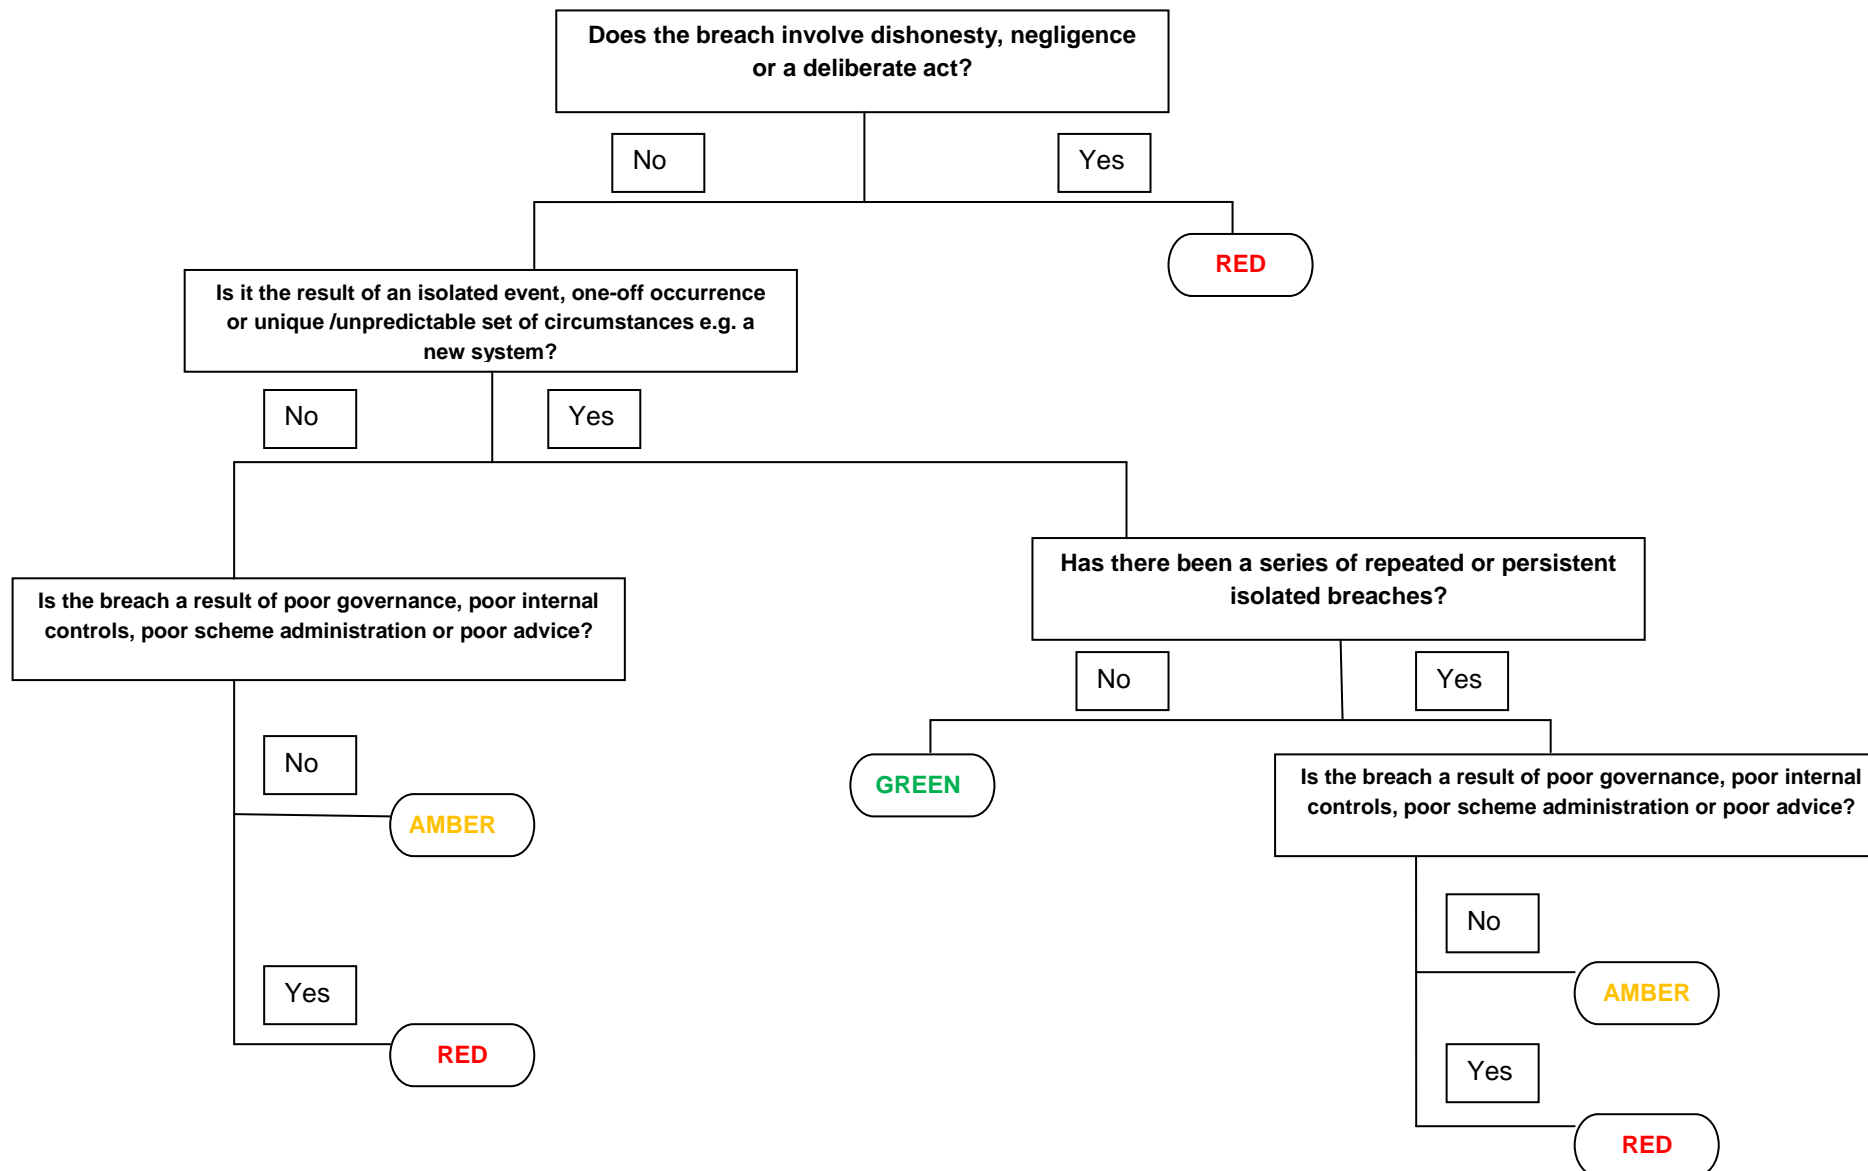 Does the breach involve dishonesty, negligence
or a deliberate act?
No
Yes
RED
Is it the result of an isolated event, one-off occurrence
or unique /unpredictable set of circumstances e.g. a
new system?
No
Yes
Has there been a series of repeated or persistent
isolated breaches?
Is the breach a result of poor governance, poor internal
controls, poor scheme administration or poor advice?
No
Yes
No
AMBER
GREEN
Is the breach a result of poor governance, poor internal
controls, poor scheme administration or poor advice?
No
AMBER
Yes
RED
Yes
RED